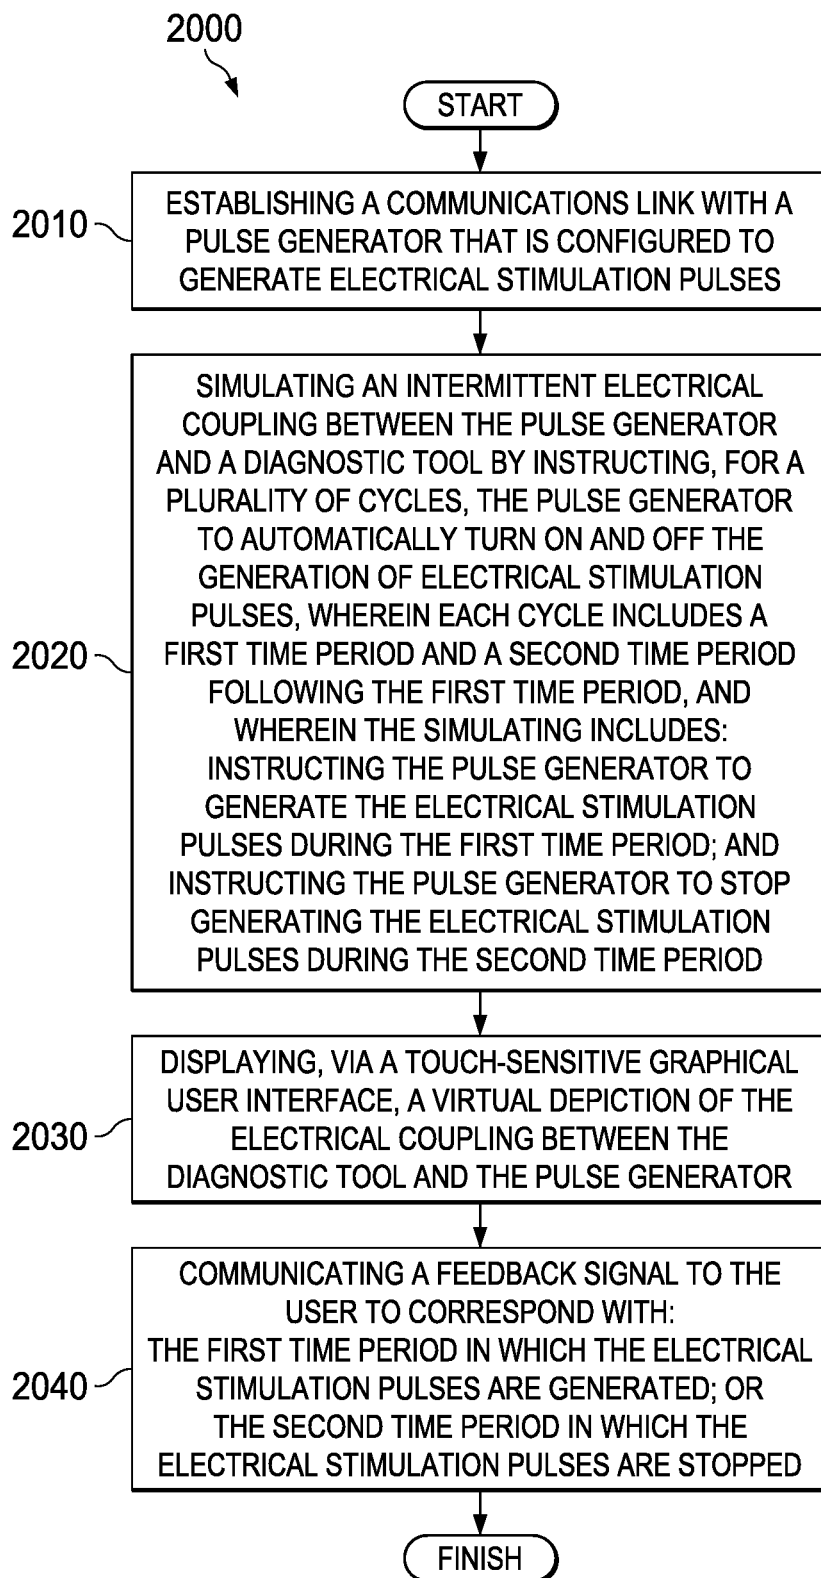 2000
START
2010
ESTABLISHING A COMMUNICATIONS LINK WITH A
PULSE GENERATOR THAT IS CONFIGURED TO
GENERATE ELECTRICAL STIMULATION PULSES
2020
SIMULATING AN INTERMITTENT ELECTRICAL
COUPLING BETWEEN THE PULSE GENERATOR
AND A DIAGNOSTIC TOOL BY INSTRUCTING, FOR A
PLURALITY OF CYCLES, THE PULSE GENERATOR
TO AUTOMATICALLY TURN ON AND OFF THE
GENERATION OF ELECTRICAL STIMULATION
PULSES, WHEREIN EACH CYCLE INCLUDES A
FIRST TIME PERIOD AND A SECOND TIME PERIOD
FOLLOWING THE FIRST TIME PERIOD, AND
WHEREIN THE SIMULATING INCLUDES:
INSTRUCTING THE PULSE GENERATOR TO
GENERATE THE ELECTRICAL STIMULATION
PULSES DURING THE FIRST TIME PERIOD; AND
INSTRUCTING THE PULSE GENERATOR TO STOP
GENERATING THE ELECTRICAL STIMULATION
PULSES DURING THE SECOND TIME PERIOD
2030
DISPLAYING, VIA A TOUCH-SENSITIVE GRAPHICAL
USER INTERFACE, A VIRTUAL DEPICTION OF THE
ELECTRICAL COUPLING BETWEEN THE
DIAGNOSTIC TOOL AND THE PULSE GENERATOR
2040
COMMUNICATING A FEEDBACK SIGNAL TO THE
USER TO CORRESPOND WITH:
THE FIRST TIME PERIOD IN WHICH THE ELECTRICAL
STIMULATION PULSES ARE GENERATED; OR
THE SECOND TIME PERIOD IN WHICH THE
ELECTRICAL STIMULATION PULSES ARE STOPPED
FINISH